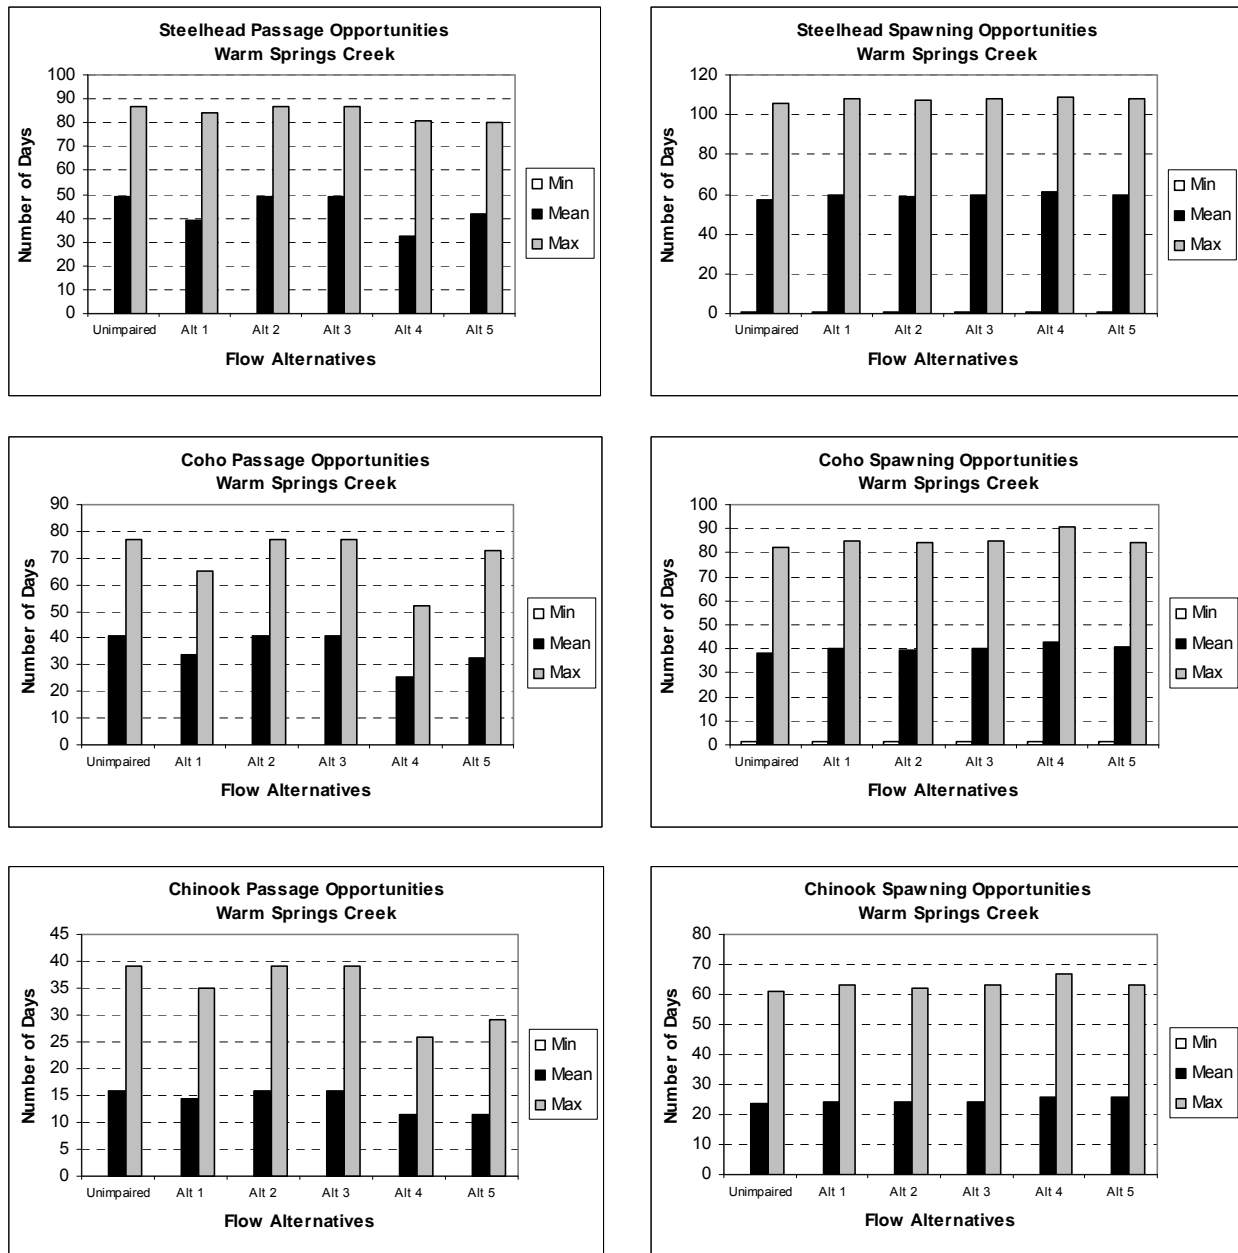 Steelhead Passage Opportunities
Warm Springs Creek
100
90
80
70
60
50
40
30
20
10
0
Number of Days
Unimpaired Alt 1 Alt 2 Alt 3 Alt 4 Alt 5
Flow Alternatives
Min
Mean
Max
Steelhead Spawning Opportunities
Warm Springs Creek
120
100
80
60
40
20
0
Number of Days
Unimpaired Alt 1 Alt 2 Alt 3 Alt 4 Alt 5
Flow Alternatives
Min
Mean
Max
Coho Passage Opportunities
Warm Springs Creek
90
80
70
60
50
40
30
20
10
0
Number of Days
Unimpaired Alt 1 Alt 2 Alt 3 Alt 4 Alt 5
Flow Alternatives
Min
Mean
Max
Coho Spawning Opportunities
Warm Springs Creek
100
90
80
70
60
50
40
30
20
10
0
Number of Days
Unimpaired Alt 1 Alt 2 Alt 3 Alt 4 Alt 5
Flow Alternatives
Min
Mean
Max
Chinook Passage Opportunities
Warm Springs Creek
45
40
35
30
25
20
15
10
5
0
Number of Days
Unimpaired Alt 1 Alt 2 Alt 3 Alt 4 Alt 5
Flow Alternatives
Min
Mean
Max
Chinook Spawning Opportunities
Warm Springs Creek
80
70
60
50
40
30
20
10
0
Number of Days
Unimpaired Alt 1 Alt 2 Alt 3 Alt 4 Alt 5
Flow Alternatives
Min
Mean
Max